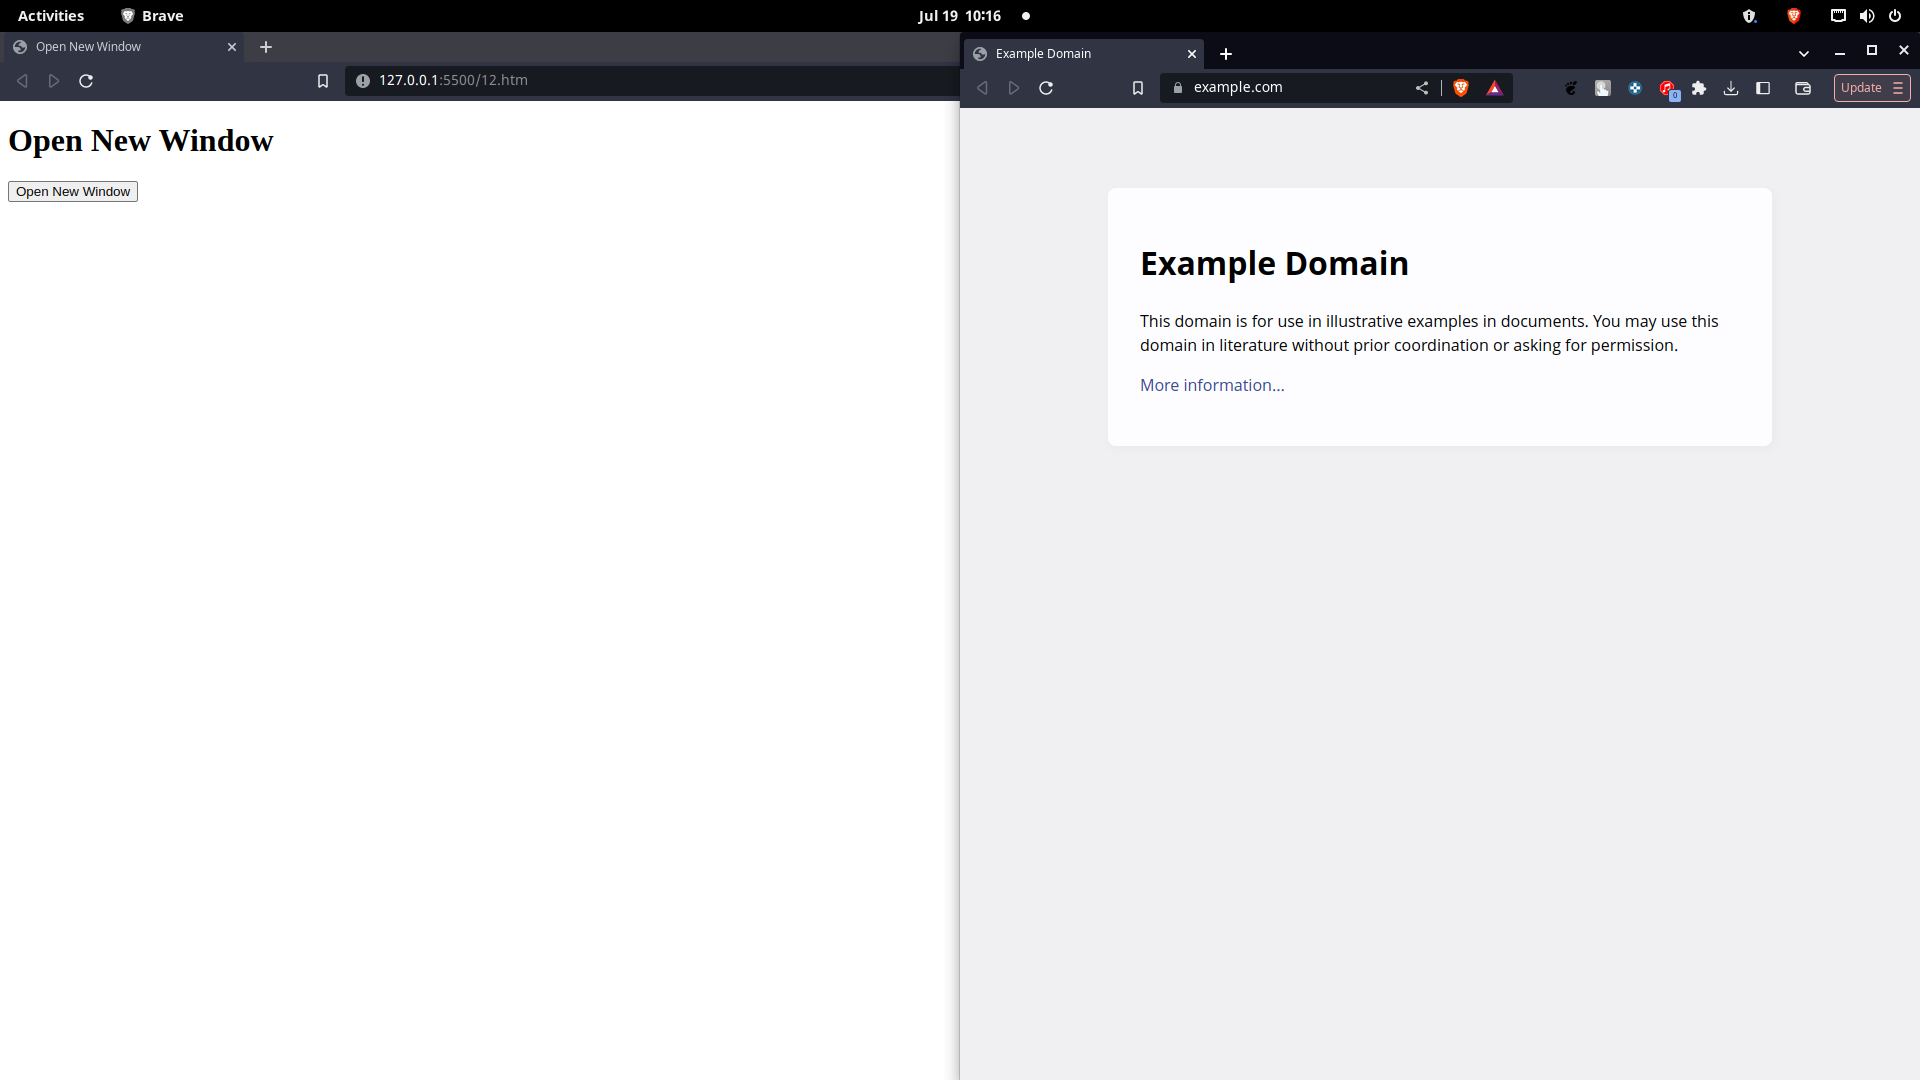 Activities
Brave
Jul 19 10:16
Open New Window
127.0.0.1:5500/12.htm
Open New Window
Open New Window
Example Domain
example.com
0
Update
Example Domain
This domain is for use in illustrative examples in documents. You may use this
domain in literature without prior coordination or asking for permission.
More information...